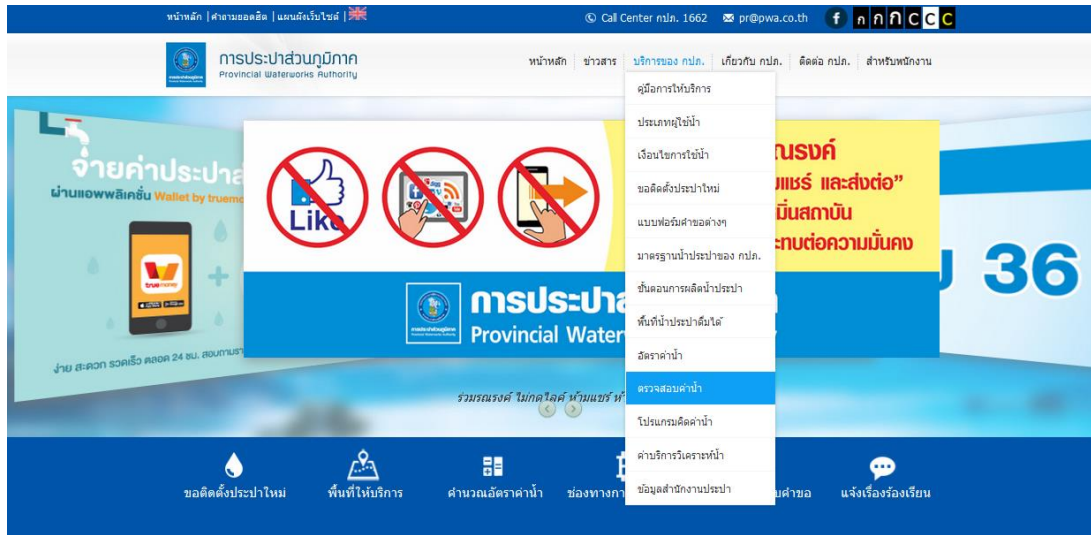 หน้าหลัก | คำถามยอดฮิต | แผนผังเว็บไซต์ |
Call Center กปภ. 1662 pr@pwa.co.th f ก ก ก C C C
การประปาส่วนภูมิภาค
Provincial Waterworks Authority
หน้าหลัก ข่าวสาร บริการของ กปภ. เกี่ยวกับ กปภ. ติดต่อ กปภ. สำหรับพนักงาน
คู่มือการให้บริการ
ประเภทผู้ใช้น้ำ
เงื่อนไขการใช้น้ำ
ขอติดตั้งประปาใหม่
แบบฟอร์มคำขอต่างๆ
มาตรฐานน้ำประปาของ กปภ.
ขั้นตอนการผลิตน้ำประปา
พื้นที่น้ำประปาดื่มได้
อัตราค่าน้ำ
ตรวจสอบค่าน้ำ
โปรแกรมคิดค่าน้ำ
ค่าบริการวิเคราะห์น้ำ
ข้อมูลสำนักงานประปา
จ่ายค่าประปา
ผ่านแอพพลิเคชั่น Wallet by truem
true money
จ่าย สะดวก รวดเร็ว ตลอด 24 ชม.
Like
ณรงค์
แชร์ และส่งต่อ”
มิ่นสถาบัน
ทบต่อความมั่นคง
การประปา
Provincial Water
36
ร่วมรณรงค์ ไม่กดไลค์ ห้ามแชร์
ขอติดตั้งประปาใหม่
พื้นที่ให้บริการ
คำนวณอัตราค่าน้ำ
ช่องทางกา
คำขอ
แจ้งเรื่องร้องเรียน